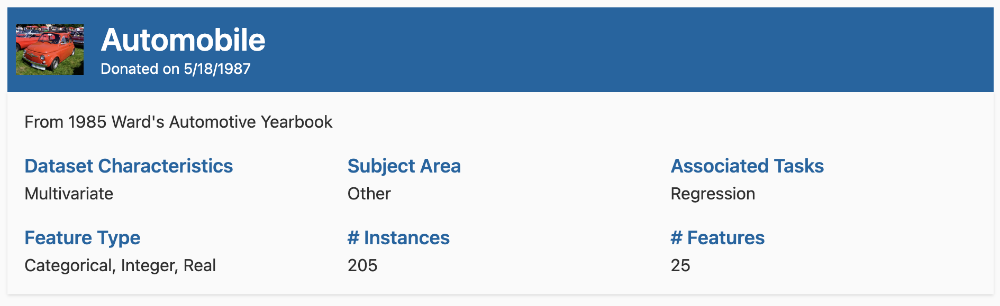 Automobile
Donated on 5/18/1987
From 1985 Ward's Automotive Yearbook
Dataset Characteristics
Multivariate
Subject Area
Other
Associated Tasks
Regression
Feature Type
Categorical, Integer, Real
# Instances
205
# Features
25